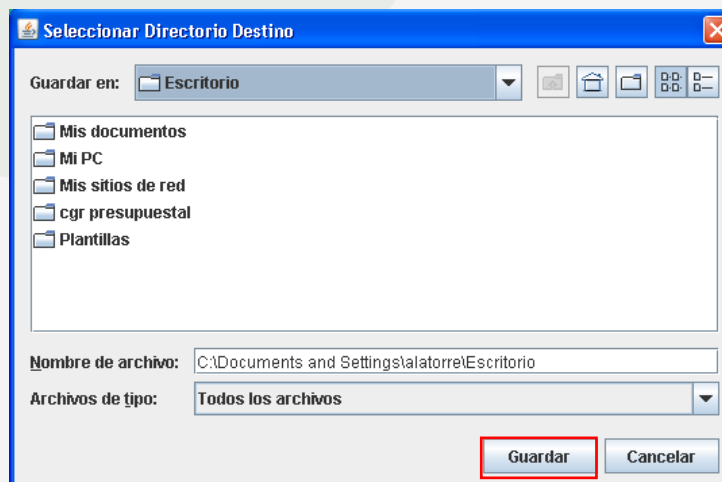 Seleccionar Directorio Destino
Guardar en: Escritorio
Mis documentos
Mi PC
Mis sitios de red
cgr presupuestal
Plantillas
Nombre de archivo: C:\Documents and Settings\alatorre\Escritorio
Archivos de tipo: Todos los archivos
Guardar Cancelar